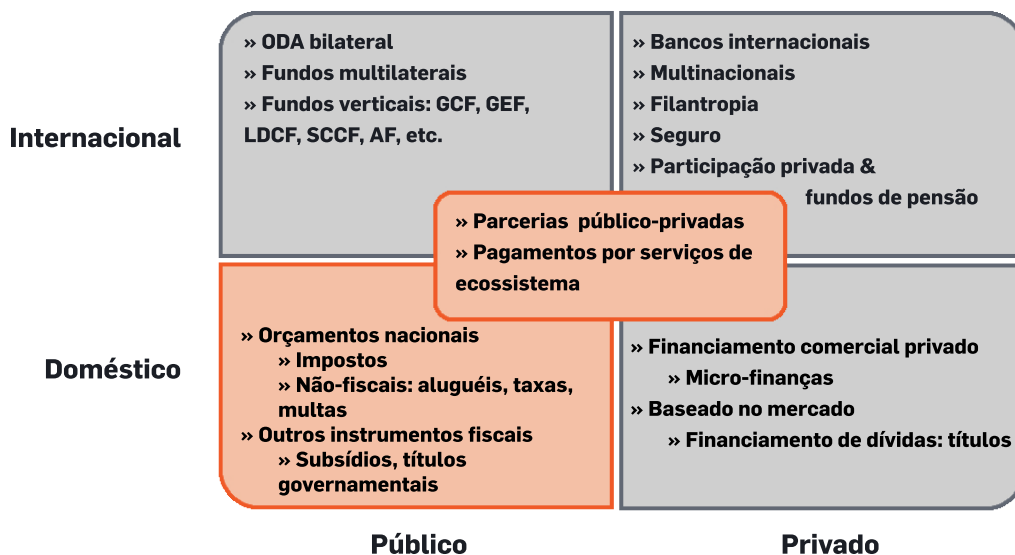 Internacional
» ODA bilateral
» Fundos multilaterais
» Fundos verticais: GCF, GEF,
LDCF, SCCF, AF, etc.
» Bancos internacionais
» Multinacionais
» Filantropia
» Seguro
» Participação privada &
fundos de pensão
» Parcerias público-privadas
» Pagamentos por serviços de
ecossistema
Doméstico
» Orçamentos nacionais
» Impostos
» Não-fiscais: aluguéis, taxas,
multas
» Outros instrumentos fiscais
» Subsídios, títulos
governamentais
» Financiamento comercial privado
» Micro-finanças
» Baseado no mercado
» Financiamento de dívidas: títulos
Público
Privado